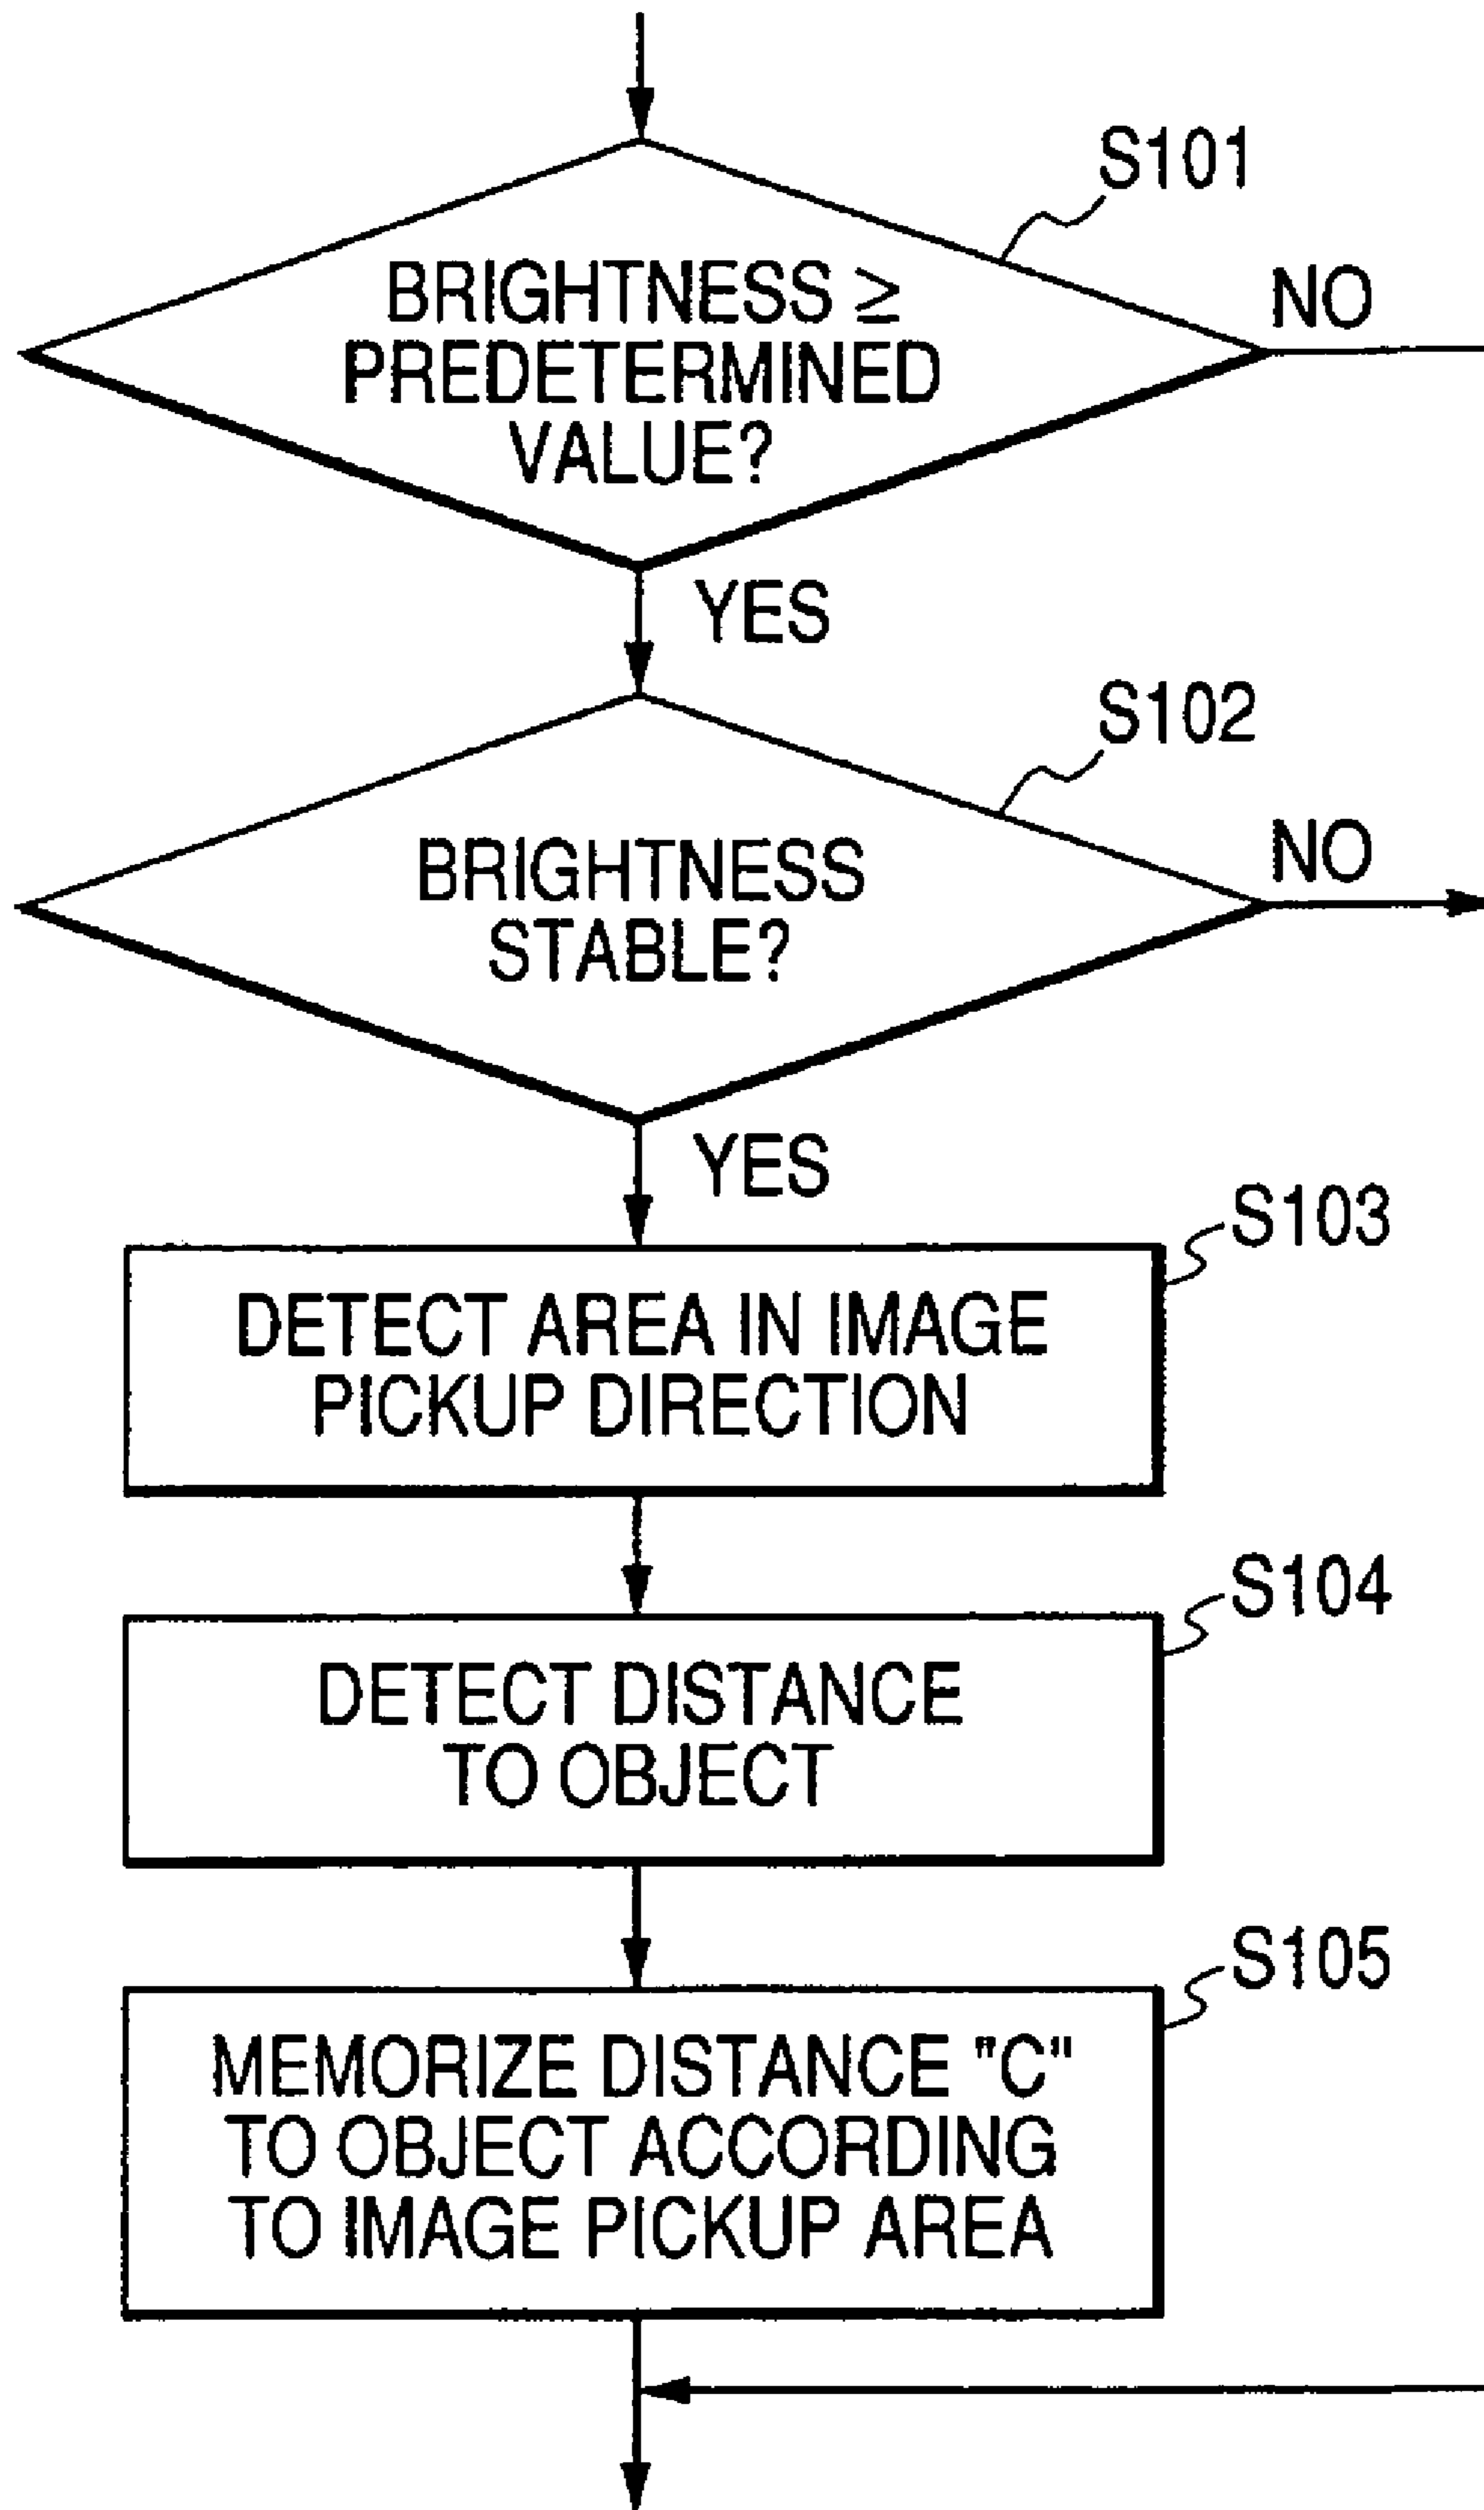 S101
BRIGHTNESS ≥
PREDETERMINED
VALUE?
NO
YES
S102
BRIGHTNESS
STABLE?
NO
YES
S103
DETECT AREA IN IMAGE
PICKUP DIRECTION
S104
DETECT DISTANCE
TO OBJECT
S105
MEMORIZE DISTANCE "C"
TO OBJECT ACCORDING
TO IMAGE PICKUP AREA